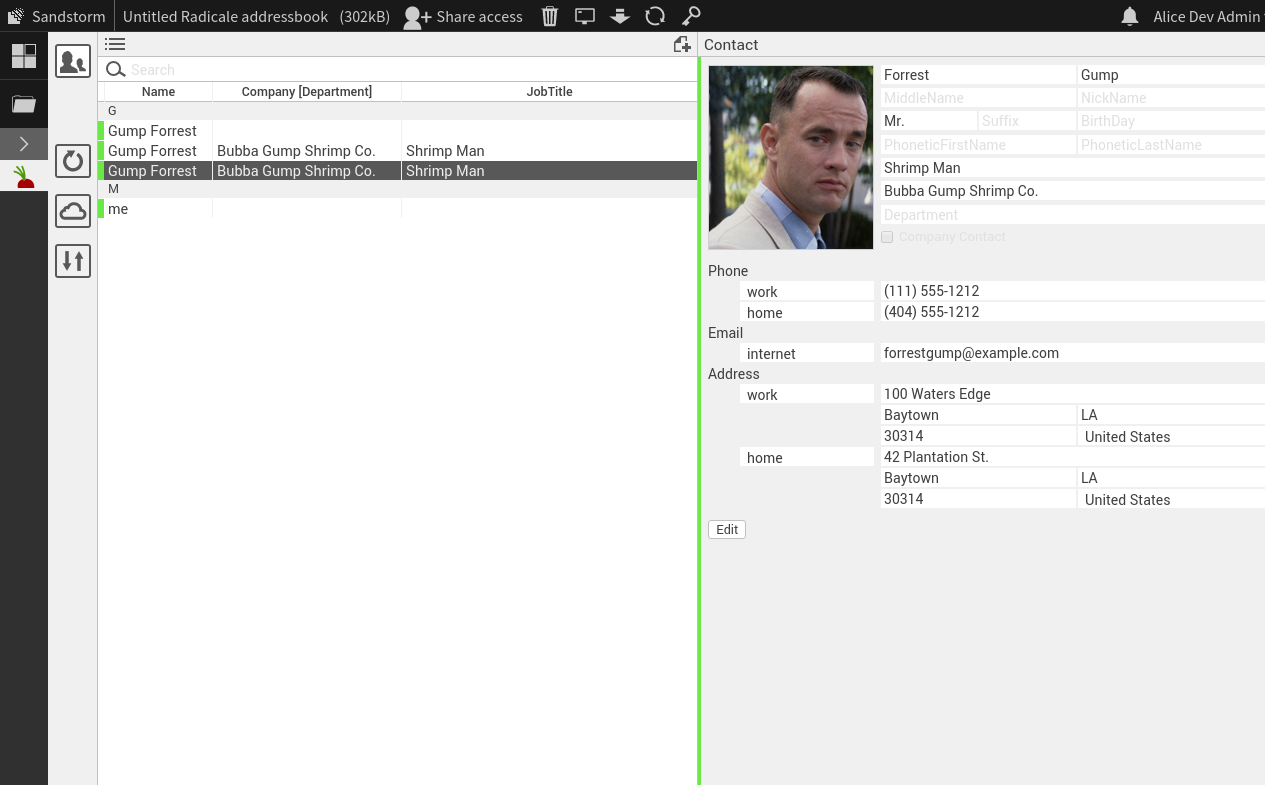 Sandstorm Untitled Radicale addressbook (302kB) Share access Alice Dev Admin
Contact
Search
Name Company [Department] JobTitle
G
Gump Forrest
Gump Forrest Bubba Gump Shrimp Co. Shrimp Man
Gump Forrest Bubba Gump Shrimp Co. Shrimp Man
M
me
Forrest Gump
MiddleName NickName
Mr. Suffix BirthDay
PhoneticFirstName PhoneticLastName
Shrimp Man
Bubba Gump Shrimp Co.
Department
Company Contact
Phone
work (111) 555-1212
home (404) 555-1212
Email
internet forrestgump@example.com
Address
work 100 Waters Edge
Baytown LA
30314 United States
home 42 Plantation St.
Baytown LA
30314 United States
Edit